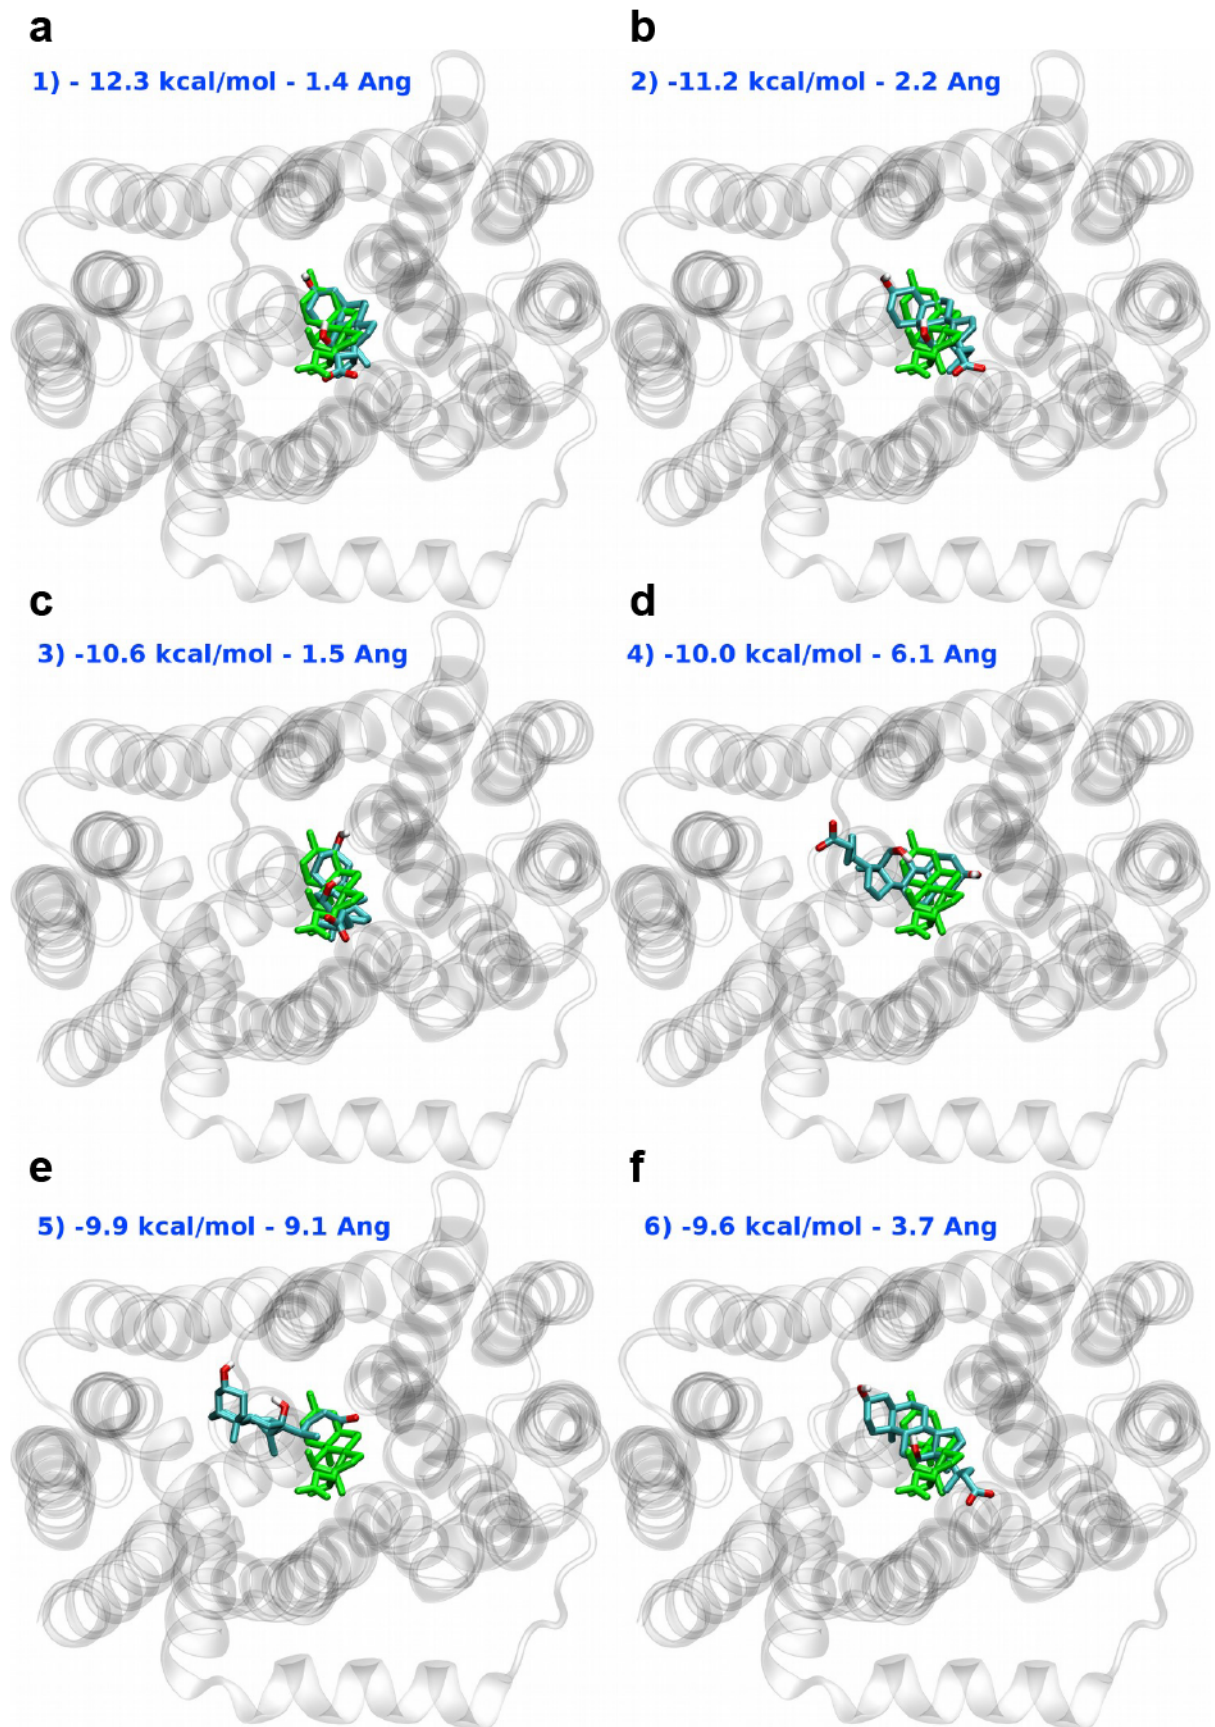 a
b
1) - 12.3 kcal/mol - 1.4 Ang
2) -11.2 kcal/mol - 2.2 Ang
c
d
3) -10.6 kcal/mol - 1.5 Ang
4) -10.0 kcal/mol - 6.1 Ang
e
f
5) -9.9 kcal/mol - 9.1 Ang
6) -9.6 kcal/mol - 3.7 Ang